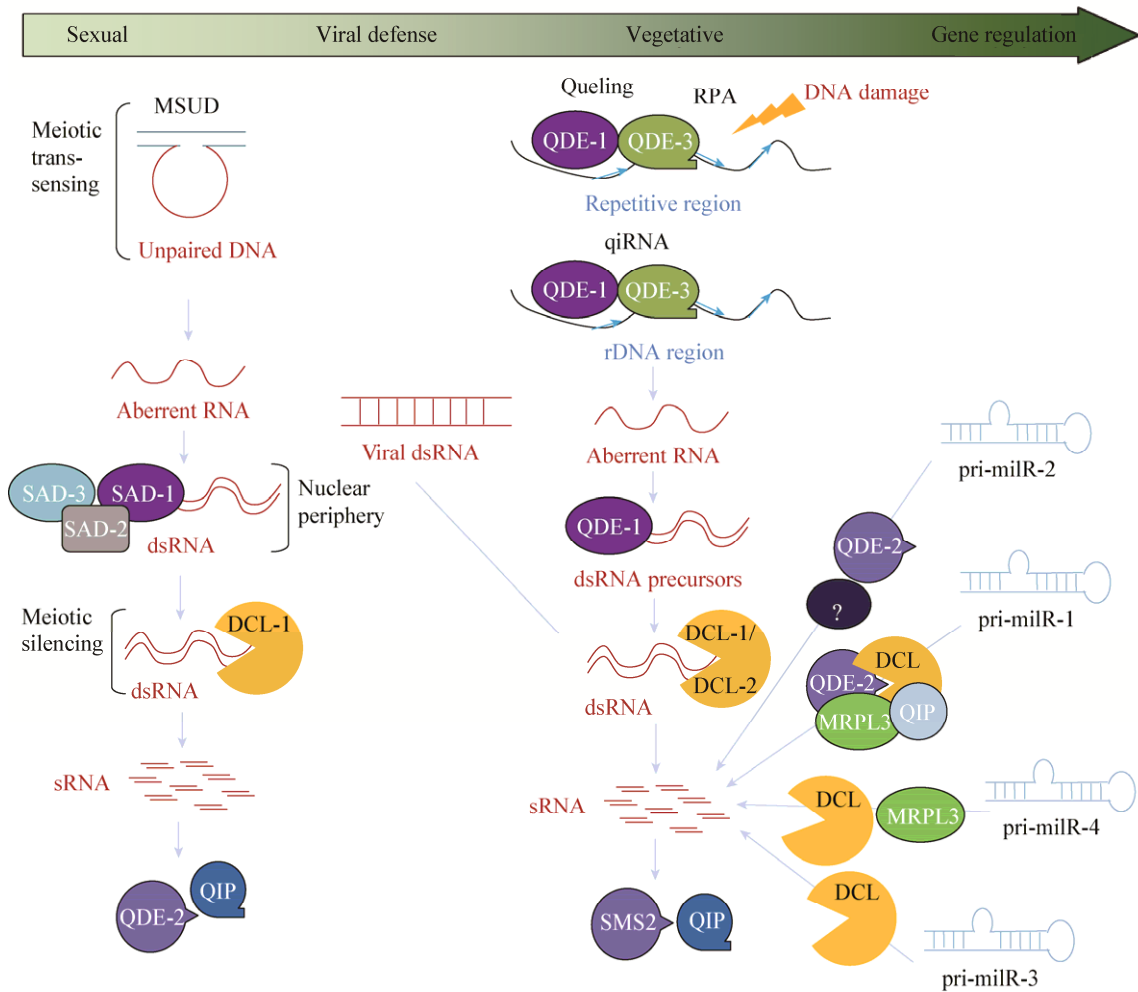 Sexual
Viral defense
Vegetative
Gene regulation
MSUD
Meiotic
trans-
sensing
Unpaired DNA
Aberrent RNA
SAD-3
SAD-1
SAD-2
dsRNA
Nuclear
periphery
Meiotic
silencing
DCL-1
dsRNA
sRNA
QDE-2
QIP
Viral dsRNA
Queling
RPA
DNA damage
QDE-1
QDE-3
Repetitive region
qiRNA
QDE-1
QDE-3
rDNA region
Aberrent RNA
QDE-1
dsRNA precursors
DCL-1/
DCL-2
dsRNA
sRNA
SMS2
QIP
pri-milR-2
QDE-2
?
pri-milR-1
DCL
QDE-2
MRPL3
QIP
DCL
MRPL3
pri-milR-4
DCL
pri-milR-3